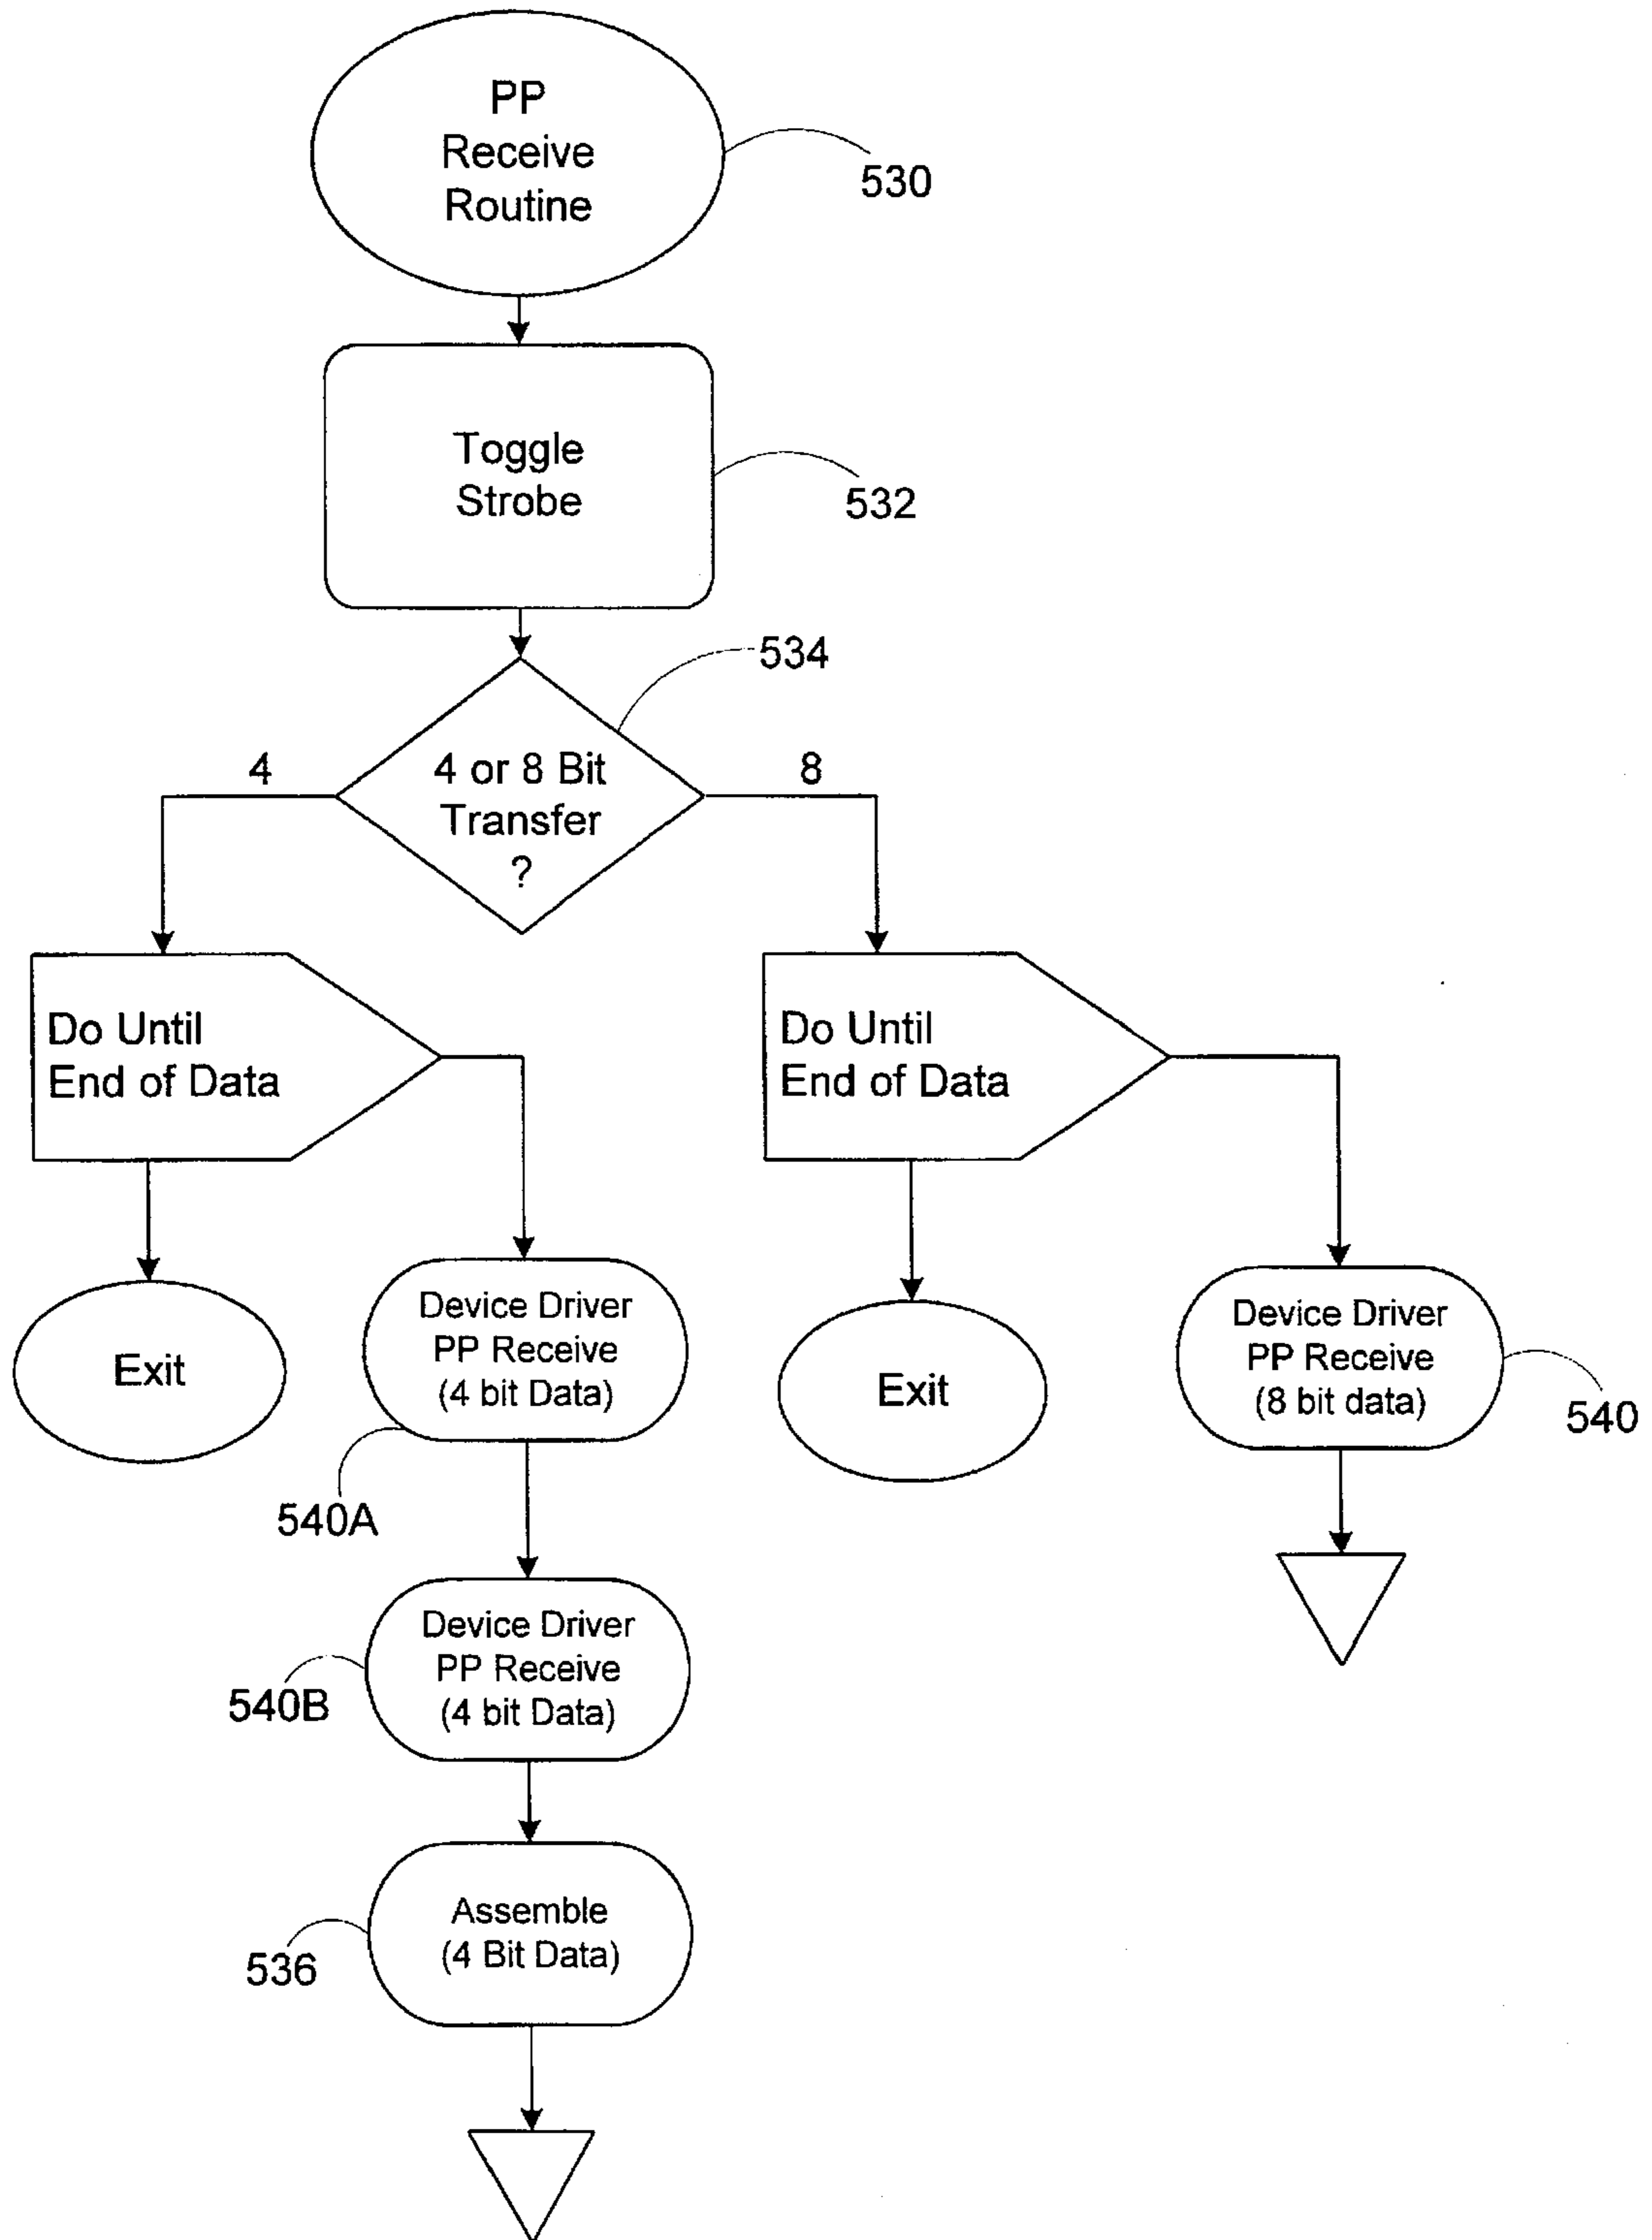 PP
Receive
Routine
530
Toggle
Strobe
532
534
4
4 or 8 Bit
Transfer
?
8
Do Until
End of Data
Do Until
End of Data
Exit
Device Driver
PP Receive
(4 bit Data)
540A
Exit
Device Driver
PP Receive
(8 bit data)
540
Device Driver
PP Receive
(4 bit Data)
540B
Assemble
(4 Bit Data)
536